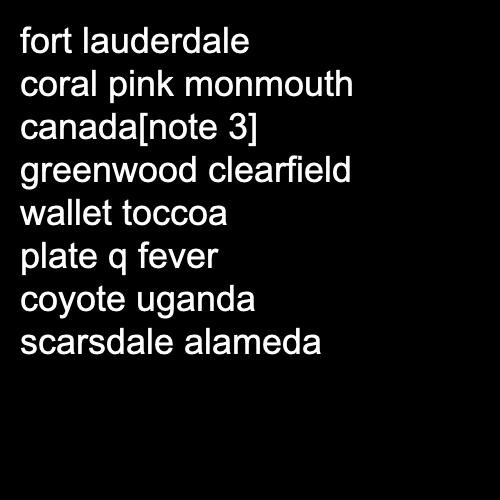 fort lauderdale
coral pink monmouth
canada[note 3]
greenwood clearfield
wallet toccoa
plate q fever
coyote uganda
scarsdale alameda